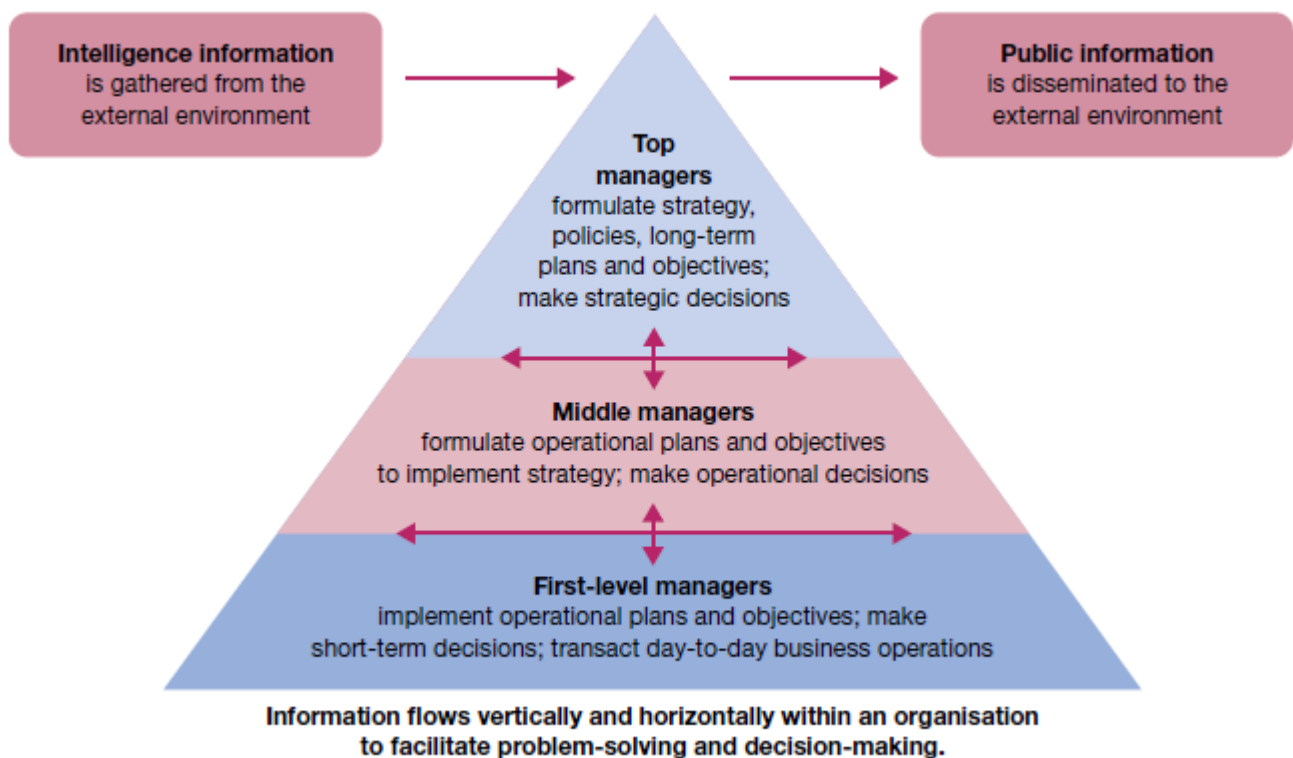 Intelligence information
is gathered from the
external environment
Public information
is disseminated to the
external environment
Top
managers
formulate strategy,
policies, long-term
plans and objectives;
make strategic decisions
Middle managers
formulate operational plans and objectives
to implement strategy; make operational decisions
First-level managers
implement operational plans and objectives; make
short-term decisions; transact day-to-day business operations
Information flows vertically and horizontally within an organisation
to facilitate problem-solving and decision-making.